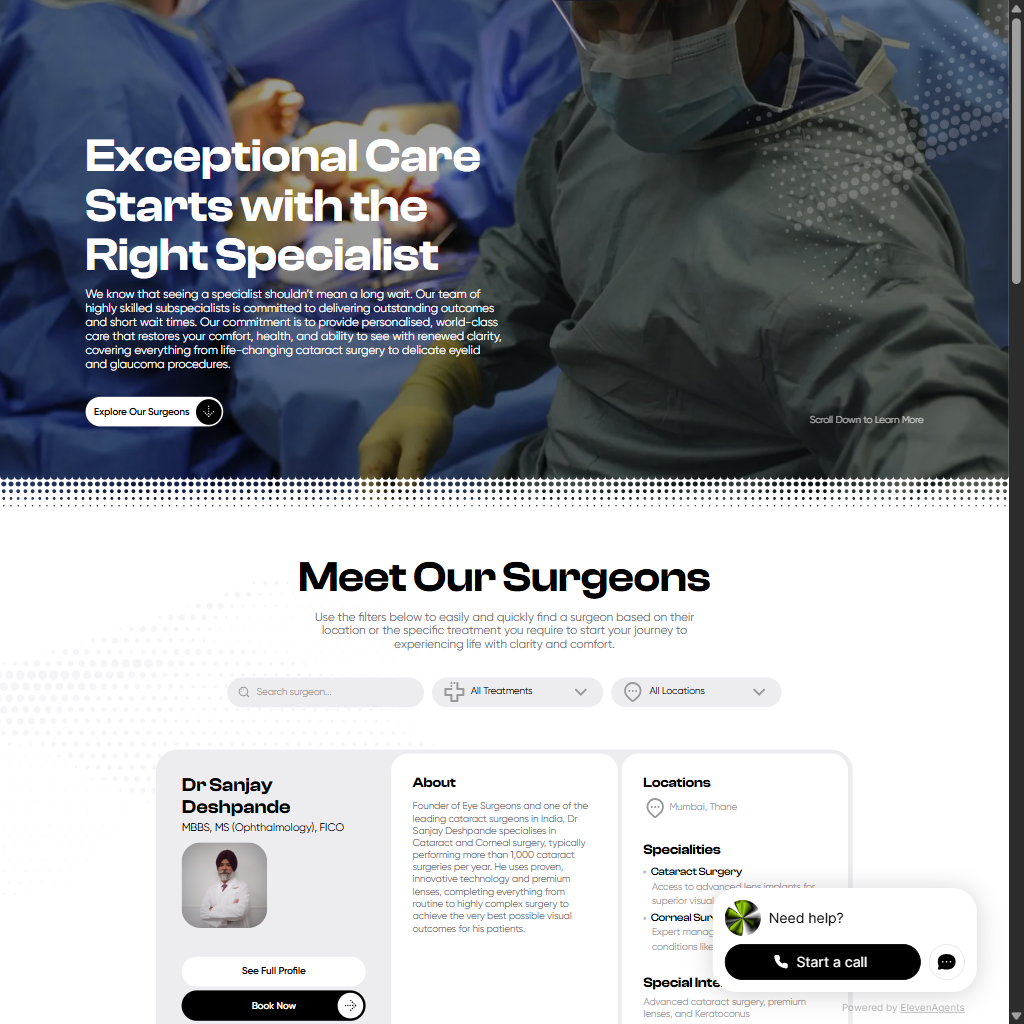 Exceptional Care
Starts with the
Right Specialist
We know that seeing a specialist shouldn't mean a long wait. Our team of
highly skilled subspecialists is committed to delivering outstanding outcomes
and short wait times. Our commitment is to provide personalised, world-class
care that restores your comfort, health, and ability to see with renewed clarity,
covering everything from life-changing cataract surgery to delicate eyelid
and glaucoma procedures.
Explore Our Surgeons
Scroll Down to Learn More
Meet Our Surgeons
Use the filters below to easily and quickly find a surgeon based on their
location or the specific treatment you require to start your journey to
experiencing life with clarity and comfort.
Search surgeon...
All Treatments
All Locations
Dr Sanjay
Deshpande
MBBS, MS (Ophthalmology), FICO
See Full Profile
Book Now
About
Founder of Eye Surgeons and one of the
leading cataract surgeons in India, Dr
Sanjay Deshpande specialises in
Cataract and Corneal surgery, typically
performing more than 1,000 cataract
surgeries per year. He uses proven,
innovative technology and premium
lenses, completing everything from
routine to highly complex surgery to
achieve the very best possible visual
outcomes for his patients.
Locations
Mumbai, Thane
Specialities
Cataract Surgery
Access to advanced lens implants for
superior visual
Corneal Sur
Expert manag
conditions like
Special Inte
Advanced cataract surgery, premium
lenses, and Keratoconus
Need help?
Start a call
Powered by ElevenAgents